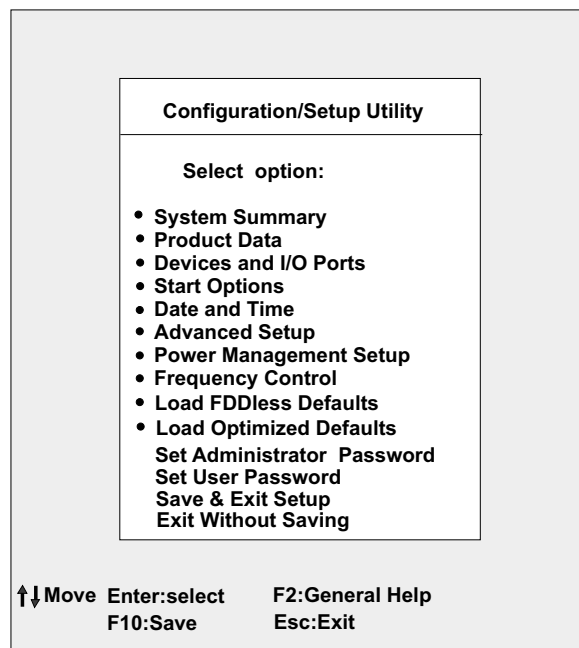 Configuration/Setup Utility
Select option:
• System Summary
• Product Data
• Devices and I/O Ports
• Start Options
• Date and Time
• Advanced Setup
• Power Management Setup
• Frequency Control
• Load FDDless Defaults
• Load Optimized Defaults
Set Administrator Password
Set User Password
Save & Exit Setup
Exit Without Saving
↑↓ Move Enter:select F2:General Help
F10:Save Esc:Exit